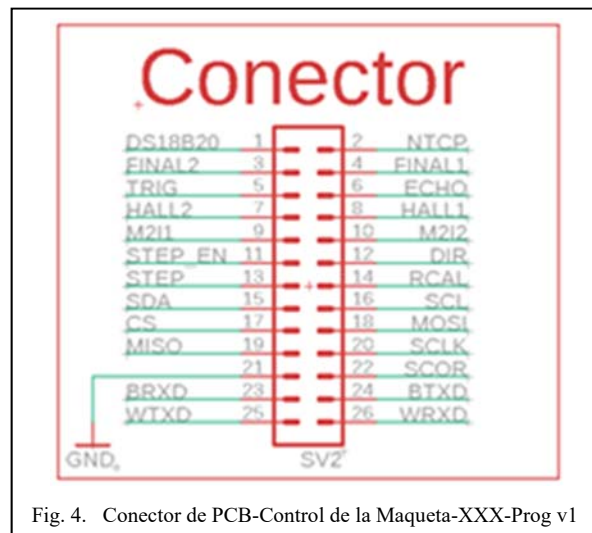 Conector
DS18B20 1 2 NTCP
FINAL2 3 4 FINAL1
TRIG 5 6 ECHO
HALL2 7 8 HALL1
M2I1 9 10 M2I2
STEP_EN 11 12 DIR
STEP 13 14 RCAL
SDA 15 16 SCL
CS 17 18 MOSI
MISO 19 20 SCLK
21 22 SCOR
BRXD 23 24 BTXD
WTXD 25 26 WRXD
GND SV2
Fig. 4. Conector de PCB-Control de la Maqueta-XXX-Prog v1